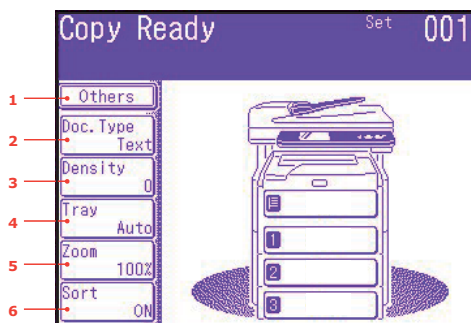 Copy Ready Set 001
1 Others
2 Doc.Type
Text
3 Density
0
4 Tray
Auto
5 Zoom
100%
6 Sort
ON
1
2
3